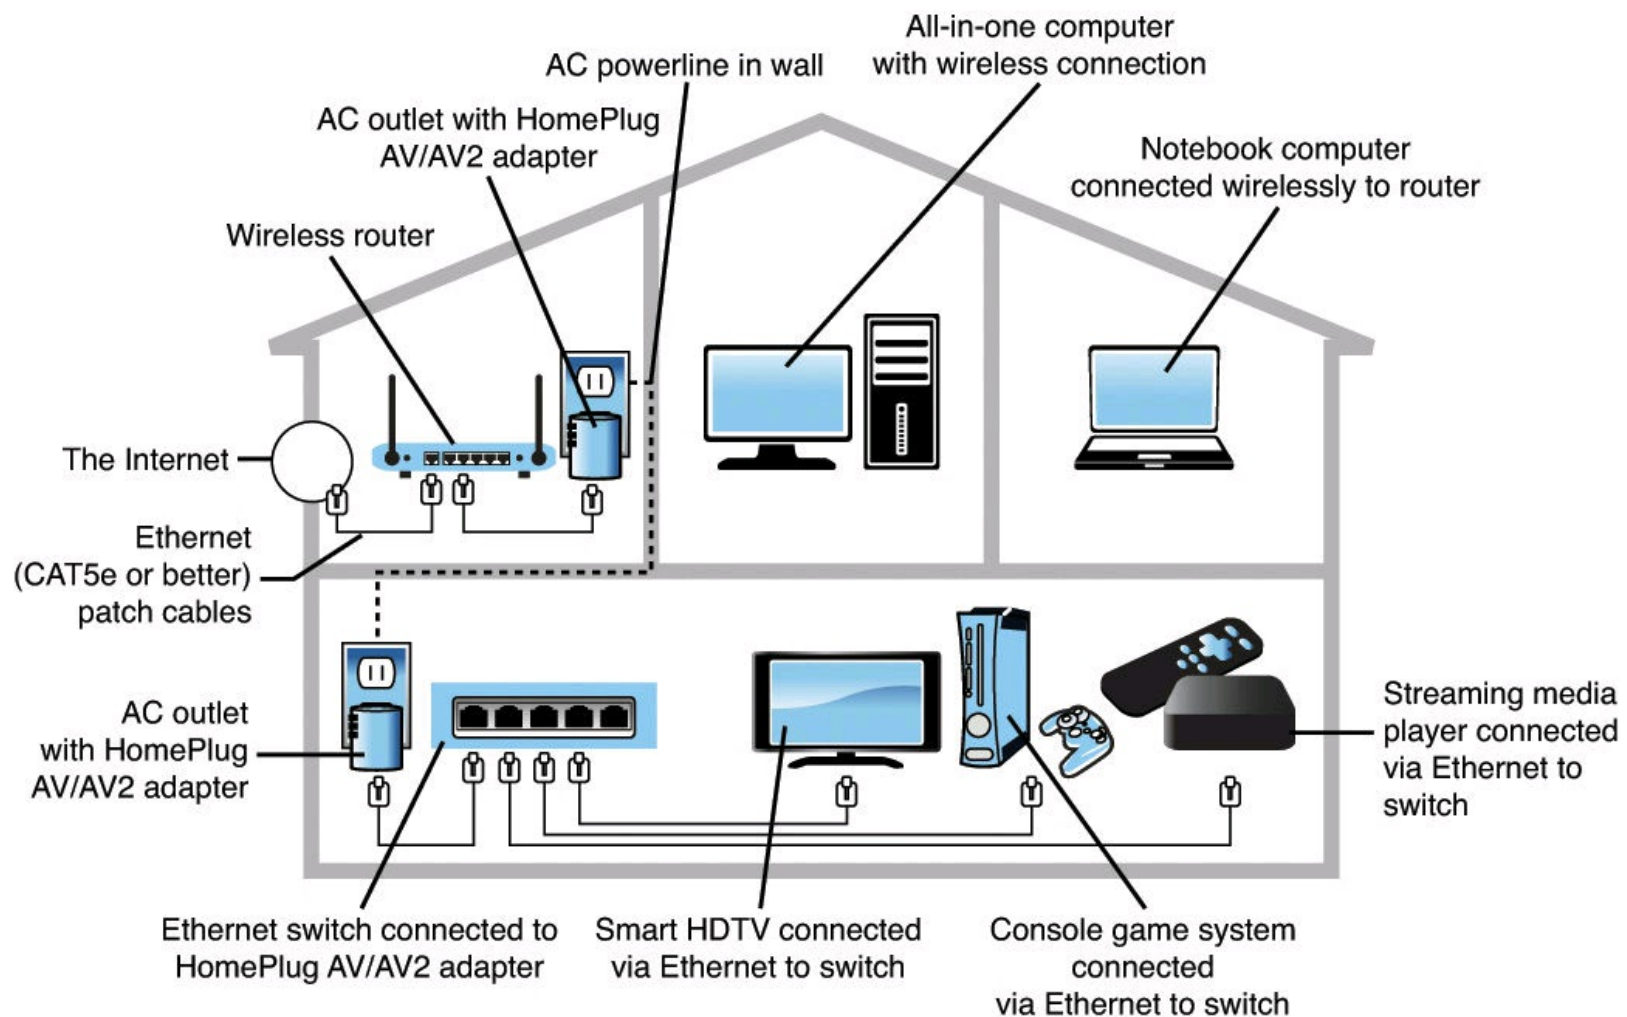 All-in-one computer
with wireless connection
AC powerline in wall
AC outlet with HomePlug
AV/AV2 adapter
Notebook computer
connected wirelessly to router
Wireless router
The Internet
Ethernet
(CAT5e or better)
patch cables
AC outlet
with HomePlug
AV/AV2 adapter
Streaming media
player connected
via Ethernet to
switch
Ethernet switch connected to
HomePlug AV/AV2 adapter
Smart HDTV connected
via Ethernet to switch
Console game system
connected
via Ethernet to switch